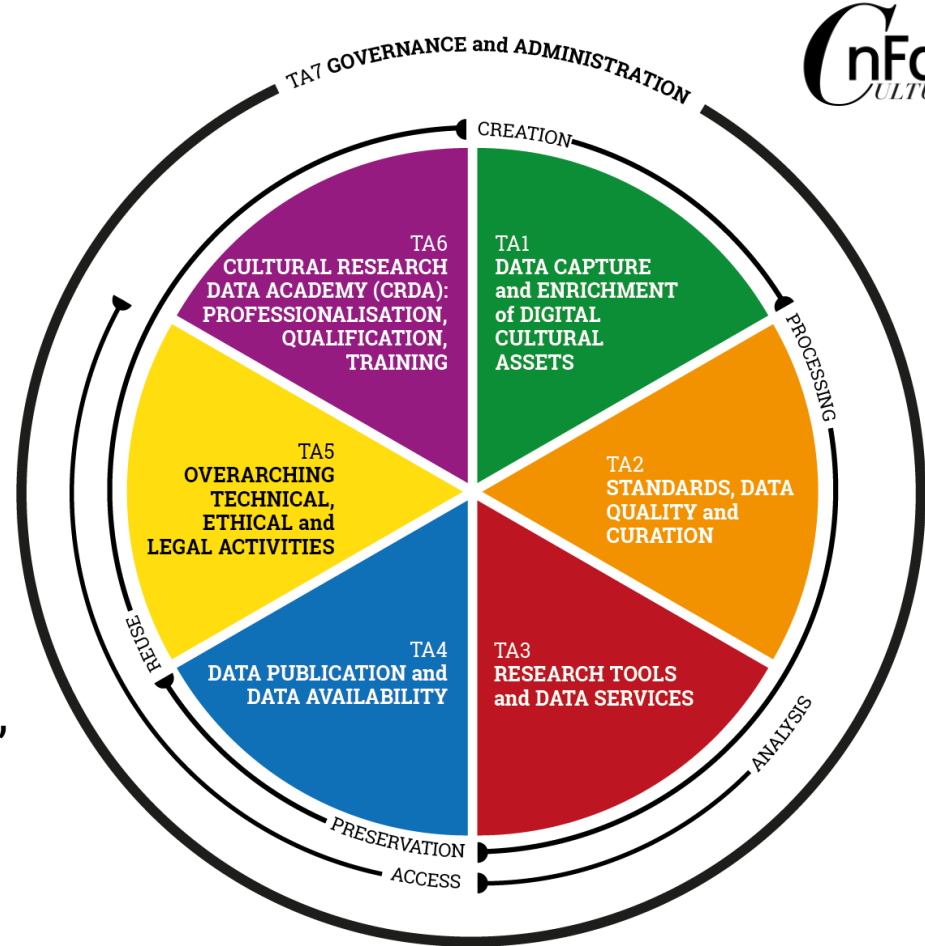 nFo
ULTU
TA7 GOVERNANCE and ADMINISTRATION
CREATION
TA6
CULTURAL RESEARCH
DATA ACADEMY (CRDA):
PROFESSIONALISATION,
QUALIFICATION,
TRAINING
TA1
DATA CAPTURE
and ENRICHMENT
of DIGITAL
CULTURAL
ASSETS
PROCESSING
TA5
OVERARCHING
TECHNICAL,
ETHICAL and
LEGAL ACTIVITIES
TA2
STANDARDS, DATA
QUALITY and
CURATION
REUSE
TA4
DATA PUBLICATION and
DATA AVAILABILITY
TA3
RESEARCH TOOLS
and DATA SERVICES
ANALYSIS
PRESERVATION
ACCESS